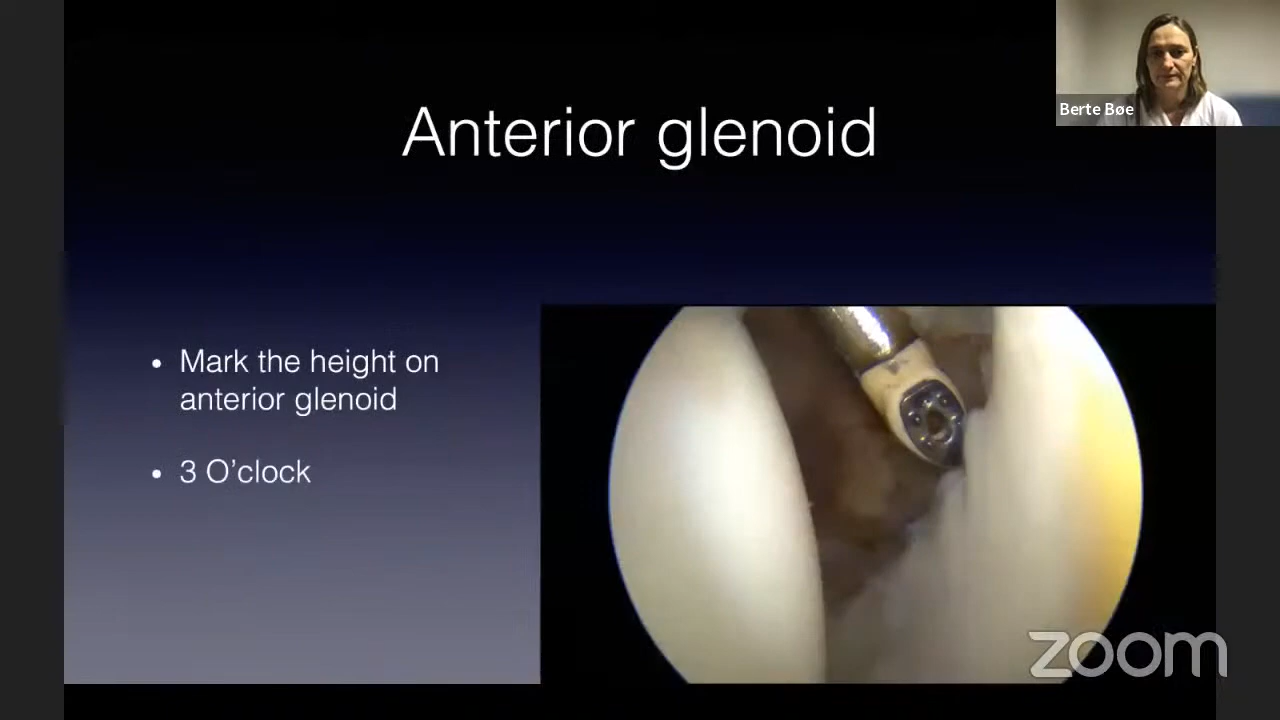 Berte Bøe
Anterior glenoid
• Mark the height on
anterior glenoid
• 3 O’clock
zoom